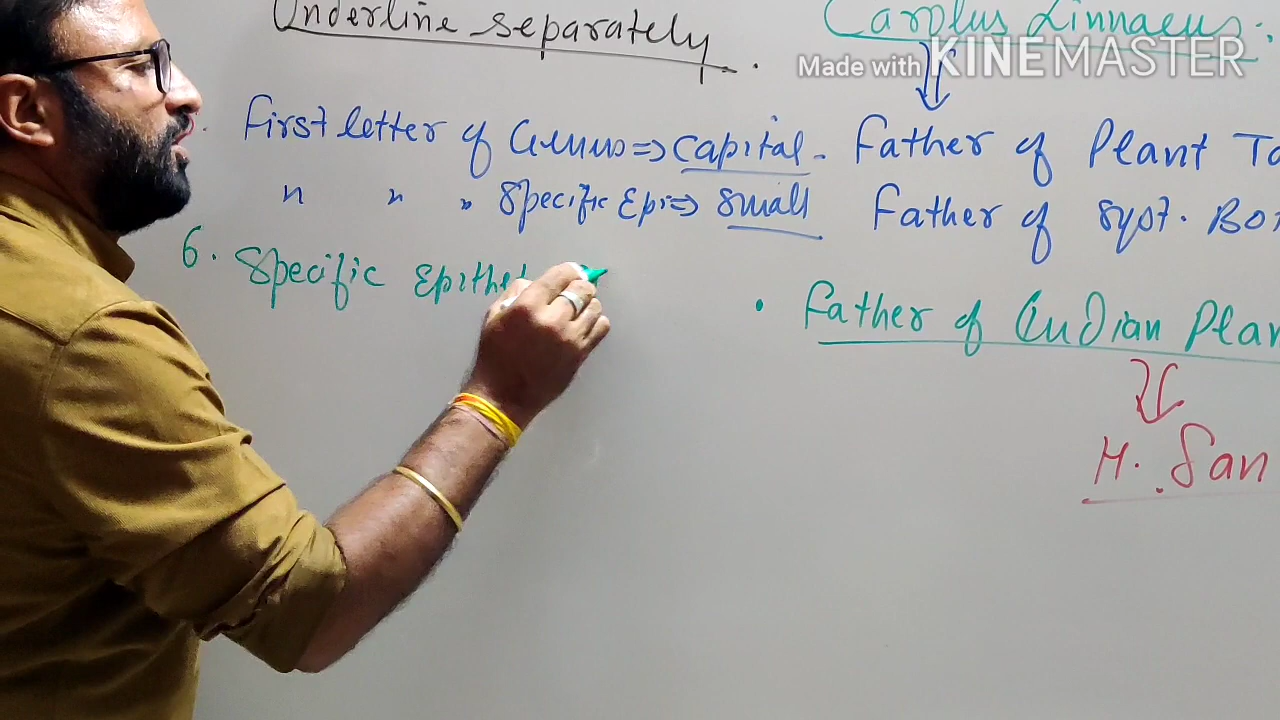 Underline separately.
Carolus Linnaeus:
Made with KINEMASTER
First letter of Genus => Capital.
" " " Specific Epi => Small
6. Specific Epithet
Father of Plant Ta
Father of Syst. Bot
• Father of Indian Plan
H. San